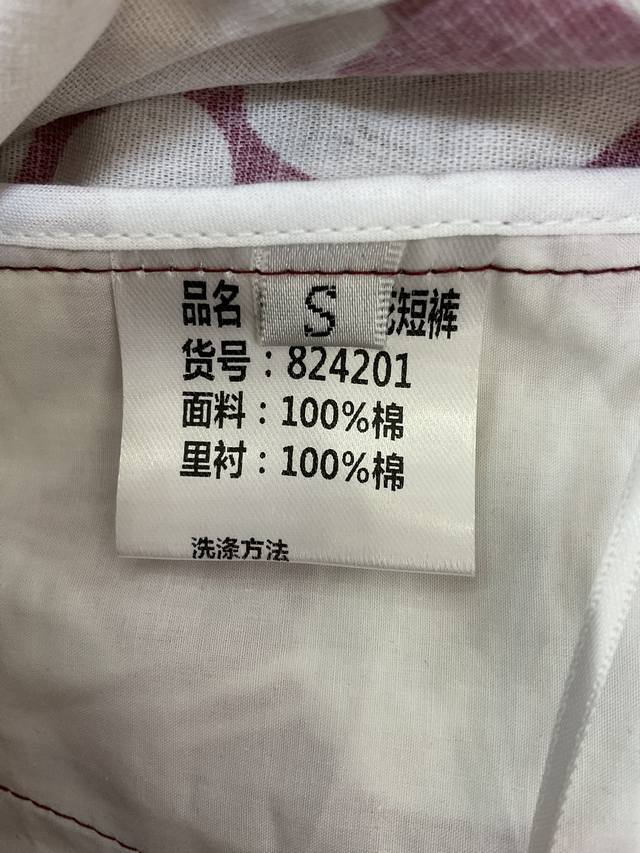 品名
S
短裤
货号：824201
面料：100%棉
里衬：100%棉
洗涤方法